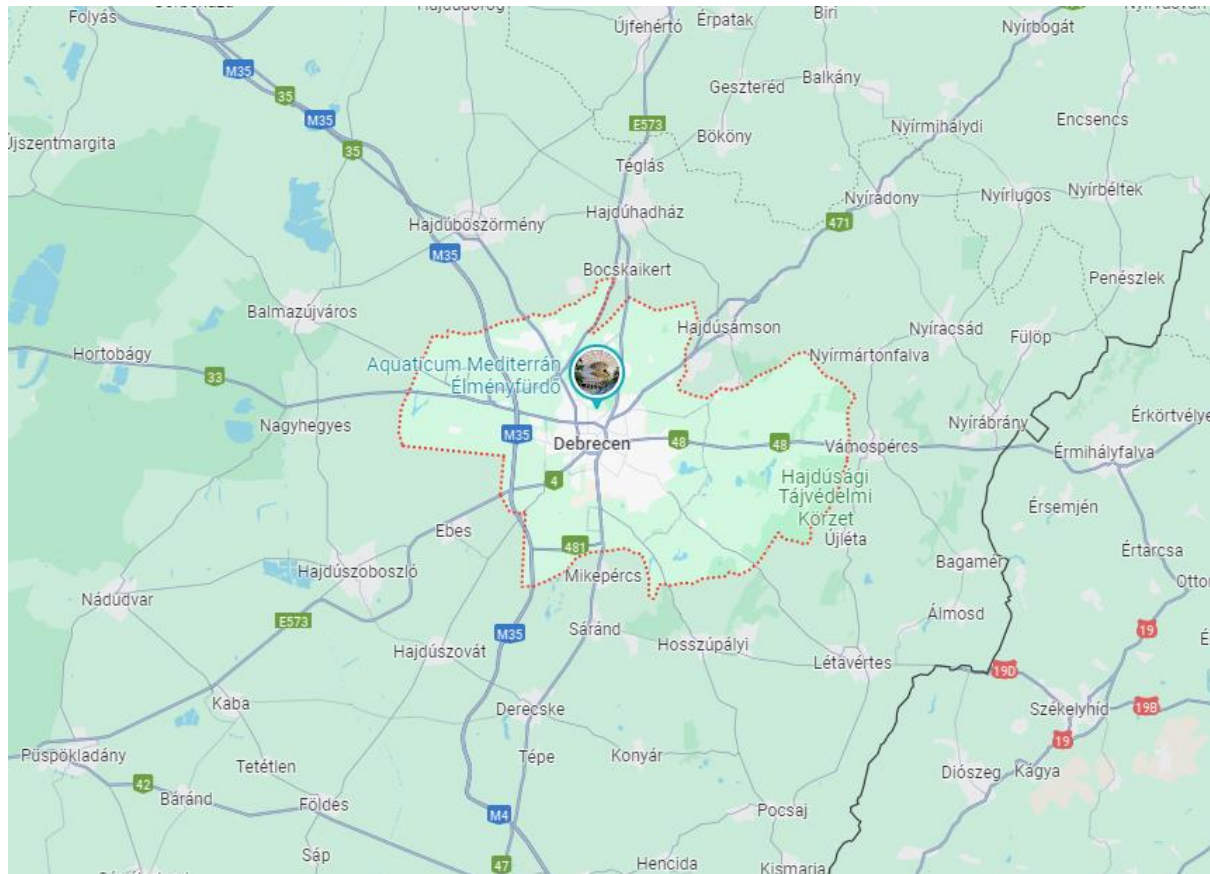 Folyás
Újfehértó
Érpatak
Biri
Nyírbogát
M35
35
Geszteréd
Balkány
M35
E573
Bököny
Nyírmihálydi
Encsencs
Újszentmargita
35
Téglás
Nyíradony
Nyírlugos
Nyírbéltek
Hajdúböszörmény
Hajdúhadház
471
M35
Bocskaikert
Penészlek
Balmazújváros
Hajdúsámson
Nyíracsád
Fülöp
Hortobágy
33
Aquaticum Mediterrán
Élményfürdő
Nyírmártonfalva
Nagyhegyes
M35
Debrecen
48
48
Vámospércs
Nyírábrány
Érkörtvélye
Érmihályfalva
4
Hajdúsági
Tájvédelmi
Körzet
Érsemjén
Ebes
481
Újléta
Értarcsa
Hajdúszoboszló
Mikepércs
Bagamér
Nádudvar
E573
M35
Sáránd
Hosszúpályi
Álmosd
19
Hajdúszovát
Létavértes
19D
Kaba
Derecske
Székelyhíd
19B
Püspökladány
Tetétlen
Tépe
Konyár
19
42
Báránd
Földes
Diószeg
Kágya
M4
Pocsaj
Sáp
47
Hencida
Kismarja